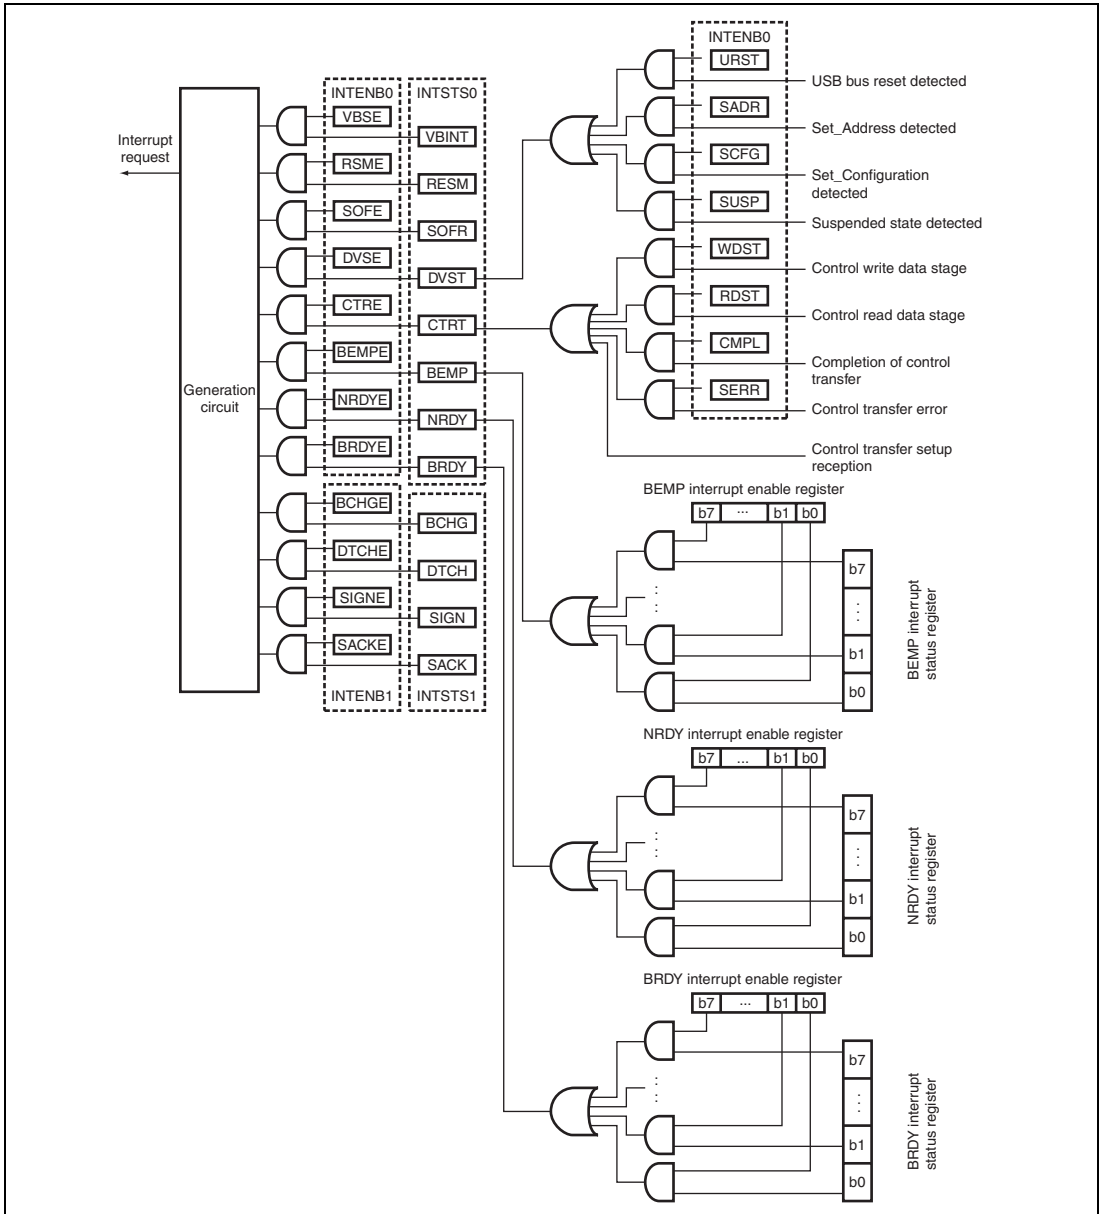 INTENB0
URST
USB bus reset detected
SADR
Set_Address detected
SCFG
Set_Configuration
detected
SUSP
Suspended state detected
WDST
Control write data stage
RDST
Control read data stage
CMPL
Completion of control
transfer
SERR
Control transfer error
Control transfer setup
reception
Interrupt
request
Generation
circuit
INTENB0
VBSE
RSME
SOFE
DVSE
CTRE
BEMPE
NRDYE
BRDYE
INTSTS0
VBINT
RESM
SOFR
DVST
CTRT
BEMP
NRDY
BRDY
BCHGE
DTCHE
SIGNE
SACKE
INTENB1
BCHG
DTCH
SIGN
SACK
INTSTS1
BEMP interrupt enable register
b7 ... b1 b0
b7
...
b1
b0
BEMP interrupt
status register
NRDY interrupt enable register
b7 ... b1 b0
b7
...
b1
b0
NRDY interrupt
status register
BRDY interrupt enable register
b7 ... b1 b0
b7
...
b1
b0
BRDY interrupt
status register